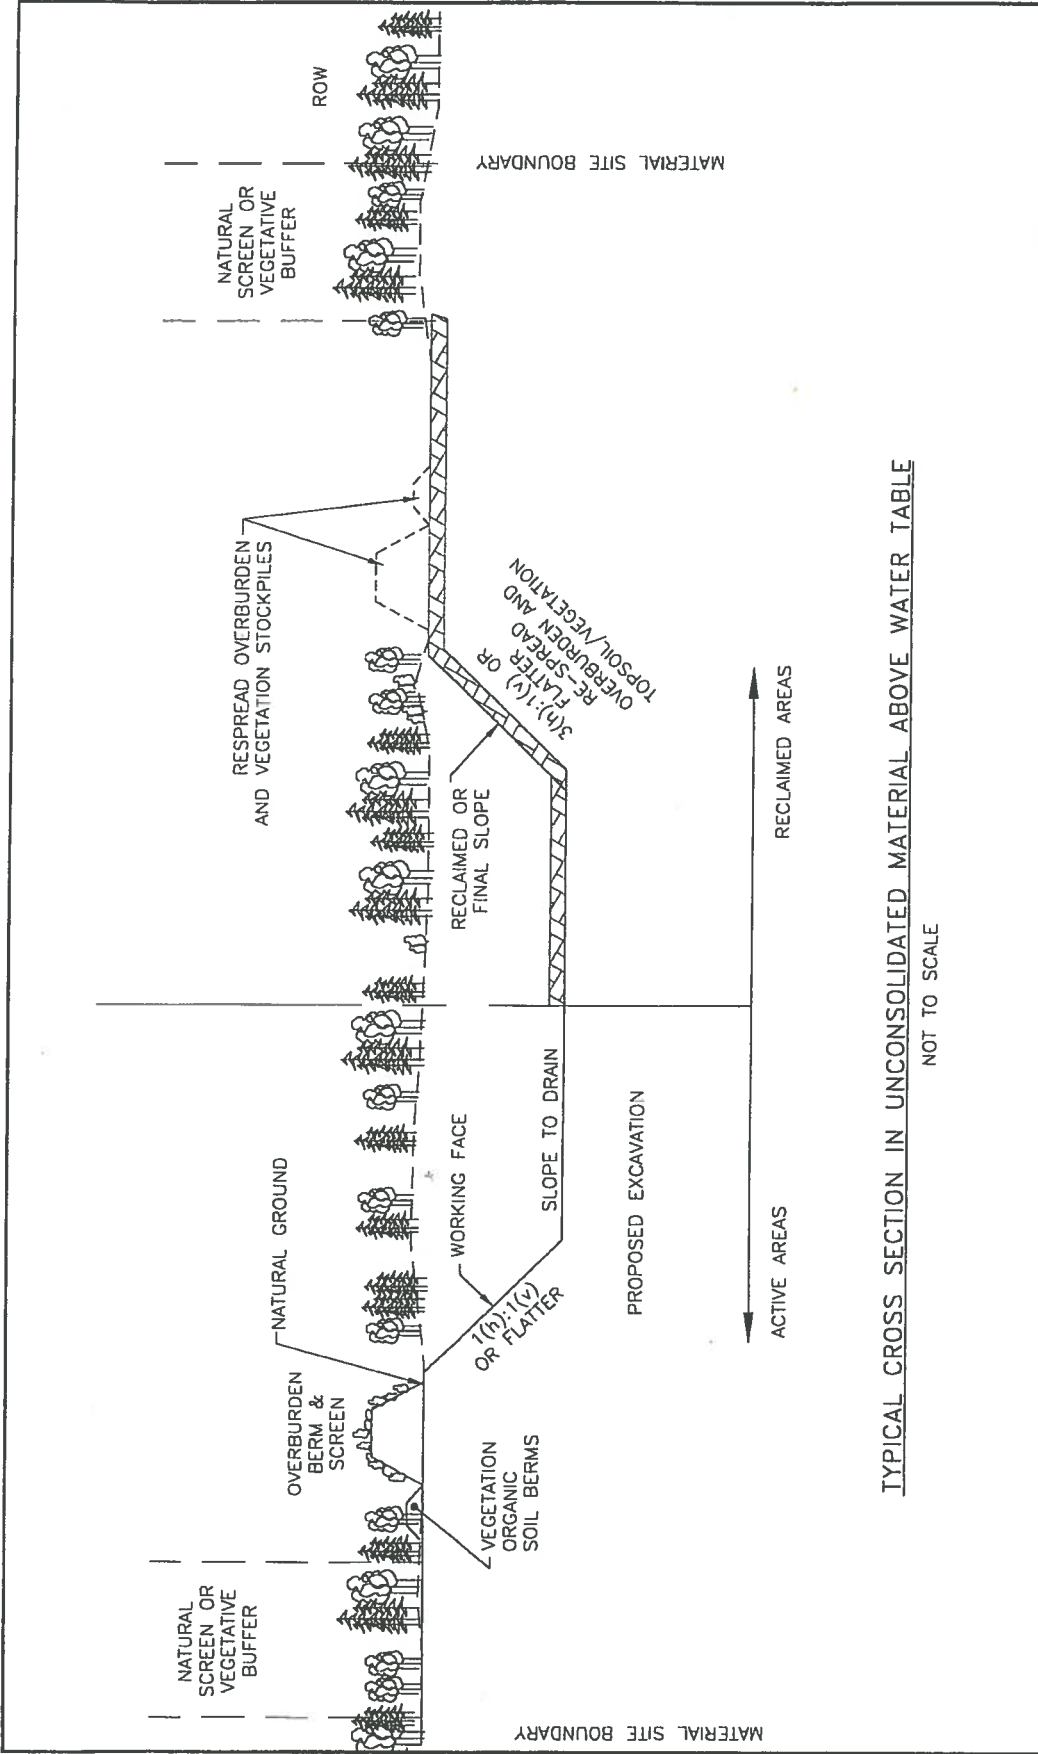 NATURAL
SCREEN OR
VEGETATIVE
BUFFER
OVERBURDEN
BERM &
SCREEN
NATURAL GROUND
RESPREAD OVERBURDEN
AND VEGETATION STOCKPILES
NATURAL
SCREEN OR
VEGETATIVE
BUFFER
ROW
MATERIAL SITE BOUNDARY
VEGETATION
ORGANIC
SOIL BERMS
1(h):1(v)
OR FLATTER
WORKING FACE
SLOPE TO DRAIN
RECLAIMED OR
FINAL SLOPE
3(h):1(v) OR
FLATTER
RE-SPREAD
OVERBURDEN AND
TOPSOIL/VEGETATION
MATERIAL SITE BOUNDARY
PROPOSED EXCAVATION
ACTIVE AREAS
RECLAIMED AREAS
TYPICAL CROSS SECTION IN UNCONSOLIDATED MATERIAL ABOVE WATER TABLE
NOT TO SCALE